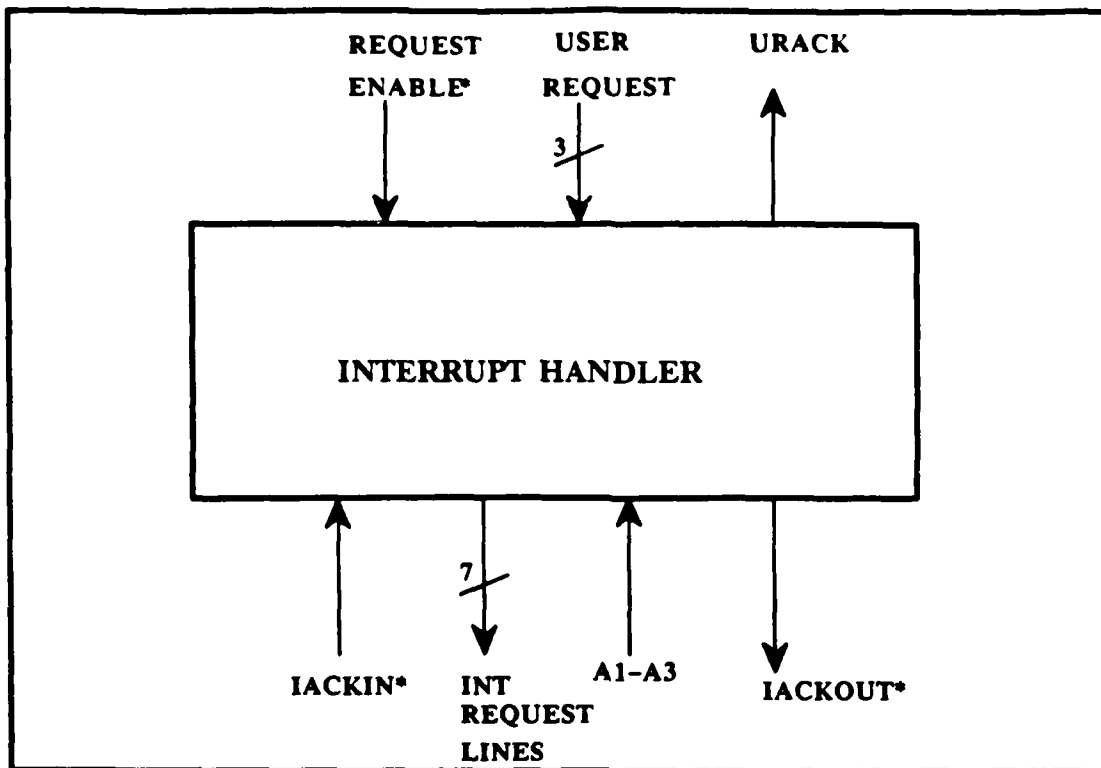 REQUEST
ENABLE*
USER
REQUEST
URACK
3
INTERRUPT HANDLER
7
IACKIN*
INT
REQUEST
LINES
A1-A3
IACKOUT*